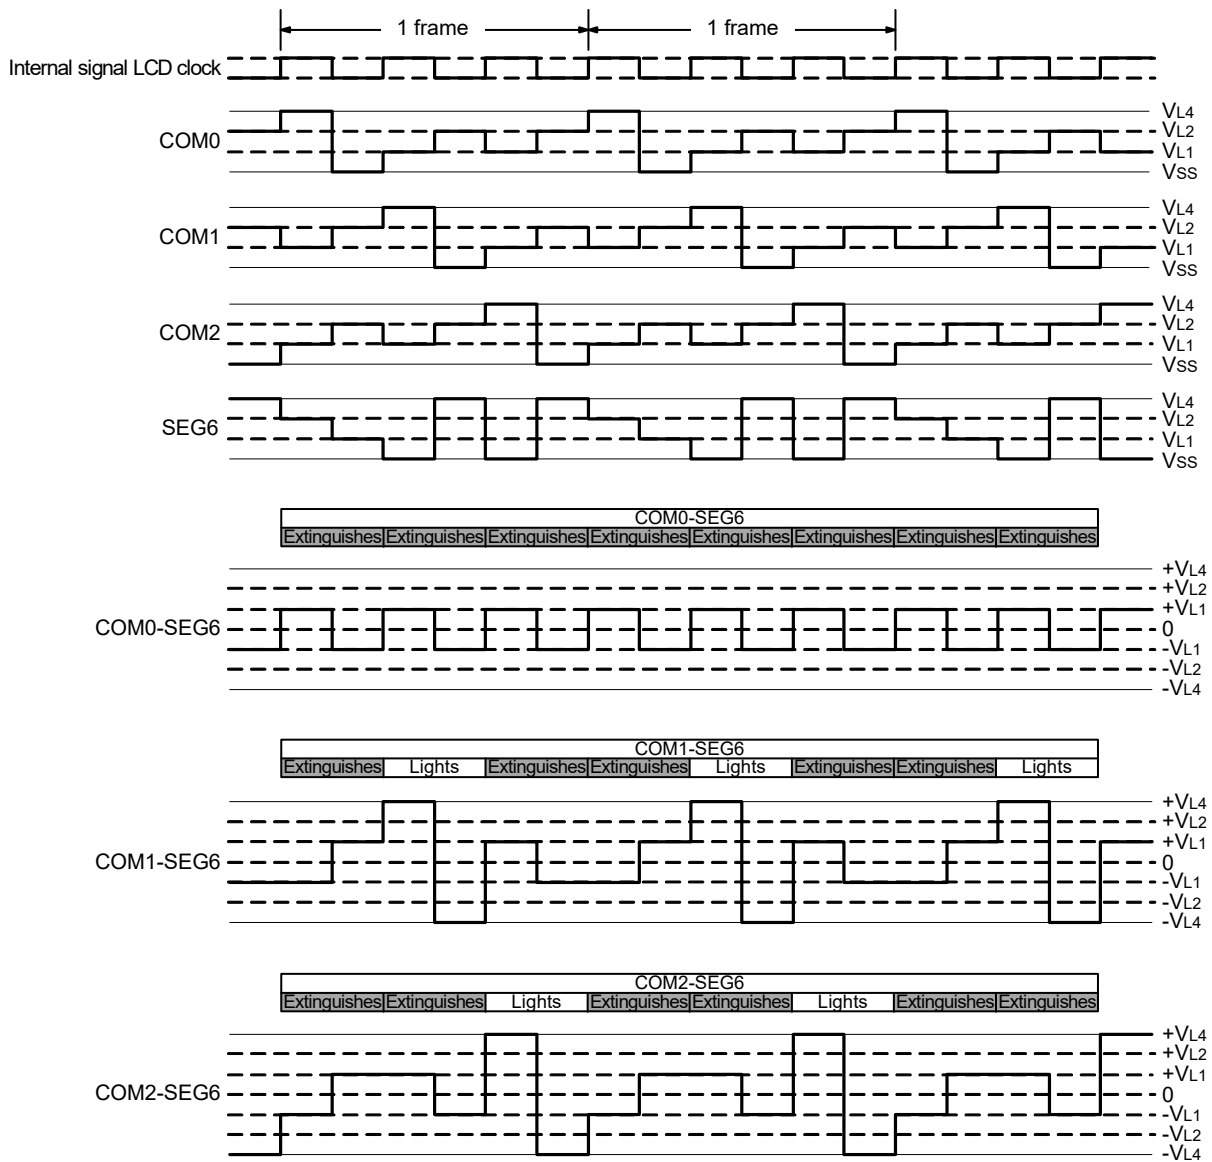 1 frame 1 frame
Internal signal LCD clock
COM0
VL4
VL2
VL1
VSS
COM1
VL4
VL2
VL1
VSS
COM2
VL4
VL2
VL1
VSS
SEG6
VL4
VL2
VL1
VSS
COM0-SEG6
Extinguishes Extinguishes Extinguishes Extinguishes Extinguishes Extinguishes Extinguishes Extinguishes
COM0-SEG6
+VL4
+VL2
+VL1
0
-VL1
-VL2
-VL4
COM1-SEG6
Extinguishes Lights Extinguishes Extinguishes Lights Extinguishes Extinguishes Lights
COM1-SEG6
+VL4
+VL2
+VL1
0
-VL1
-VL2
-VL4
COM2-SEG6
Extinguishes Extinguishes Lights Extinguishes Extinguishes Lights Extinguishes Extinguishes
COM2-SEG6
+VL4
+VL2
+VL1
0
-VL1
-VL2
-VL4